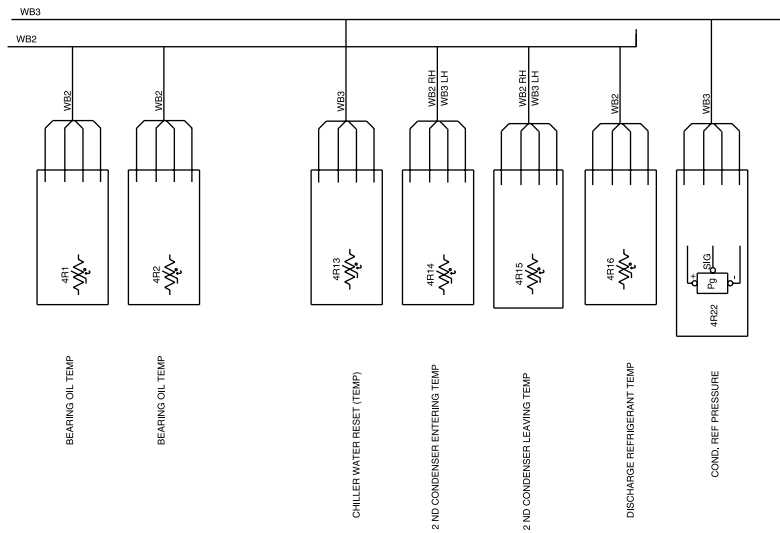 WB3
WB2
WB2
WB2
WB3
WB2 RH
WB3 LH
WB2 RH
WB3 LH
WB2
WB3
4R1
4R2
4R13
4R14
4R15
4R16
+
SIG
-
Pg
4R22
BEARING OIL TEMP
BEARING OIL TEMP
CHILLER WATER RESET (TEMP)
2 ND CONDENSER ENTERING TEMP
2 ND CONDENSER LEAVING TEMP
DISCHARGE REFRIGERANT TEMP
COND. REF PRESSURE